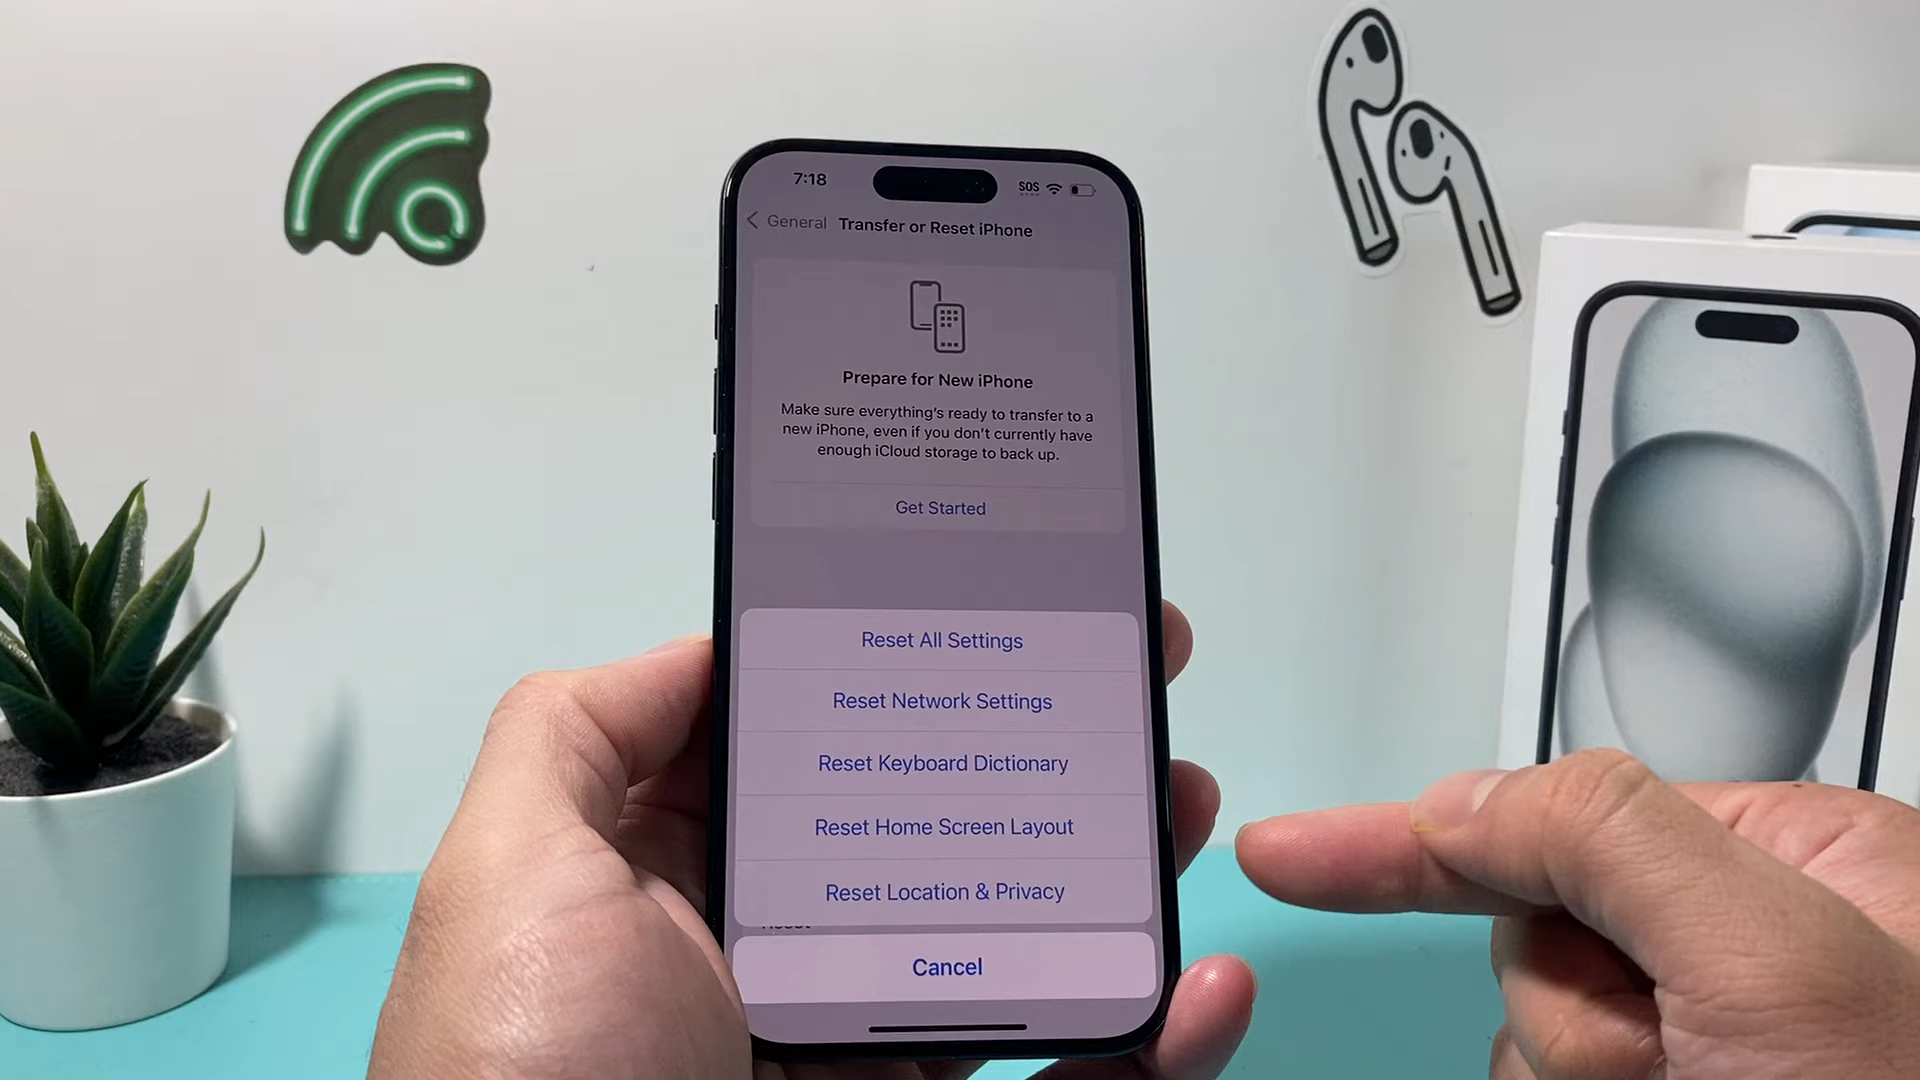 7:18
SOS
General
Transfer or Reset iPhone
Prepare for New iPhone
Make sure everything's ready to transfer to a
new iPhone, even if you don't currently have
enough iCloud storage to back up.
Get Started
Reset All Settings
Reset Network Settings
Reset Keyboard Dictionary
Reset Home Screen Layout
Reset Location & Privacy
Reset
Cancel